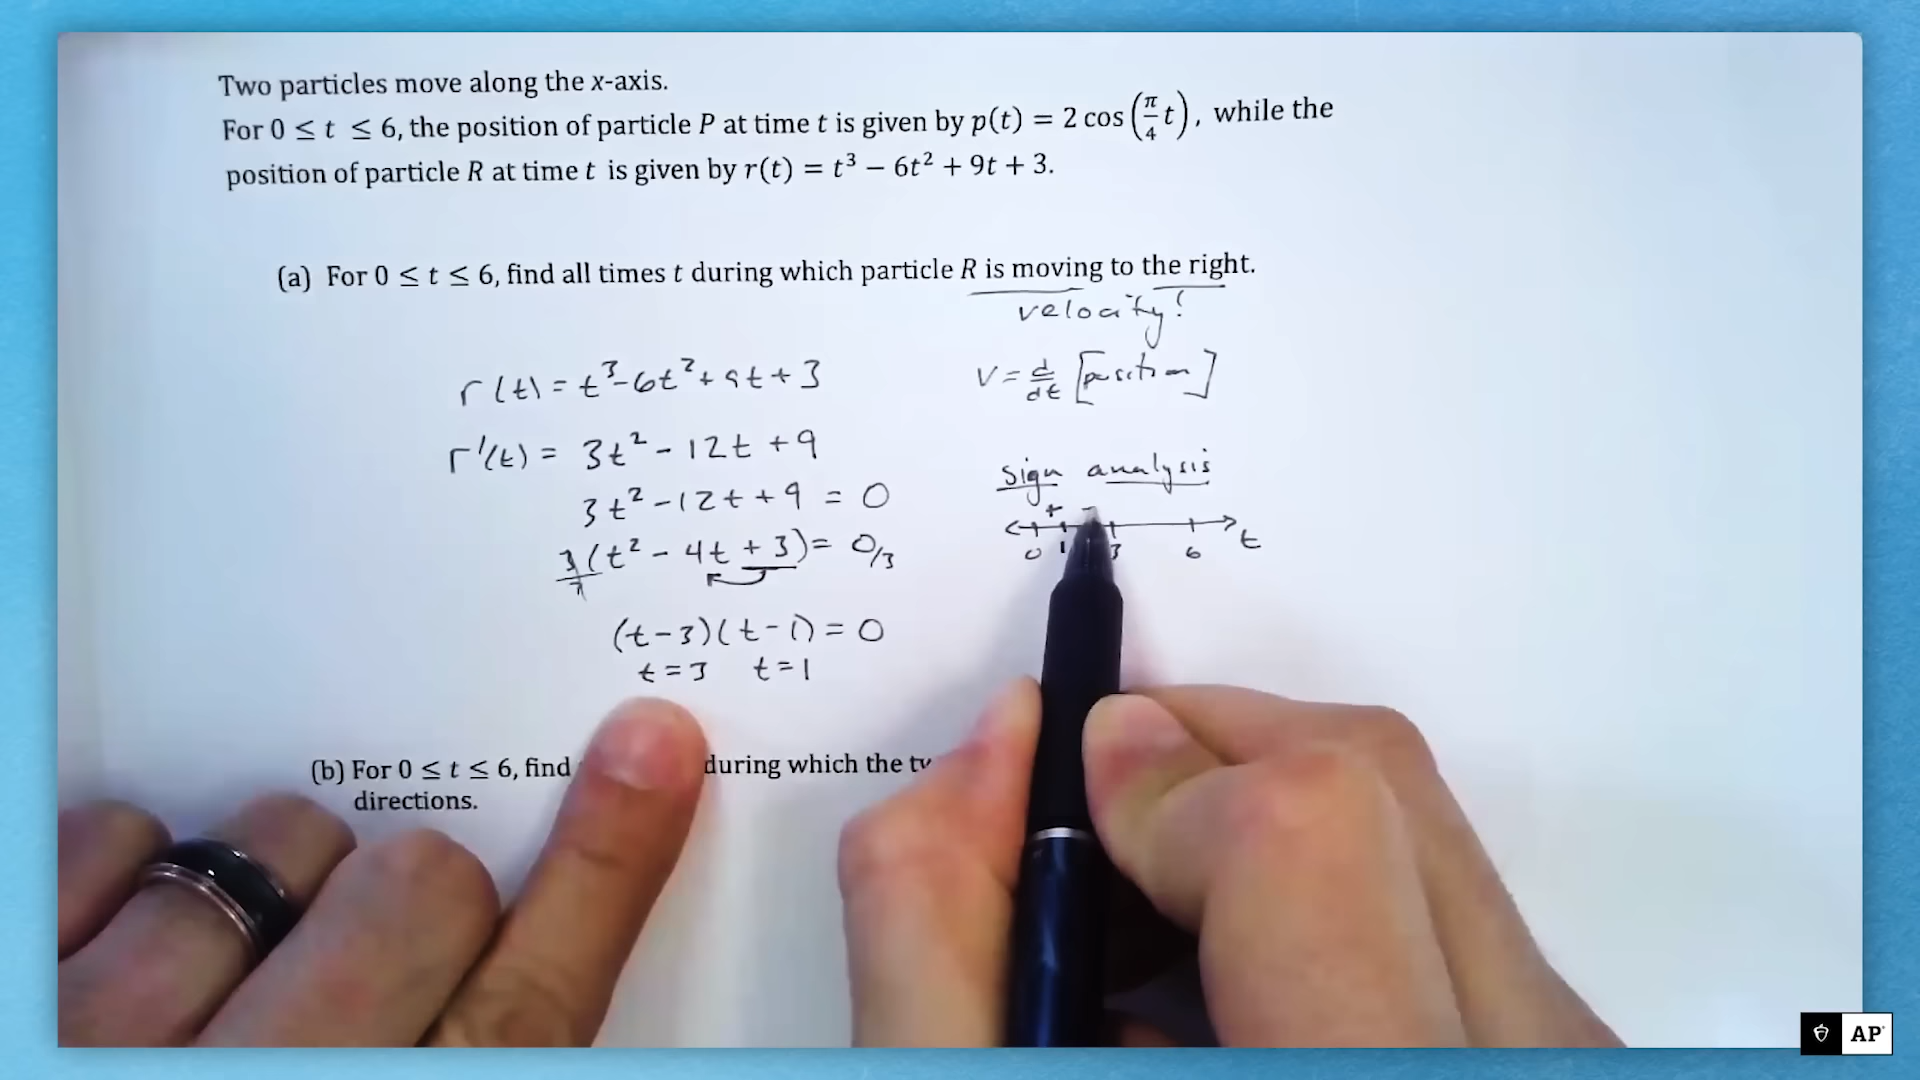 Two particles move along the x-axis.
For 0 ≤ t ≤ 6, the position of particle P at time t is given by p(t) = 2 cos(π/4 t), while the
position of particle R at time t is given by r(t) = t³ − 6t² + 9t + 3.
(a) For 0 ≤ t ≤ 6, find all times t during which particle R is moving to the right.
velocity!
r(t) = t³ - 6t² + 9t + 3
V = d/dt [position]
r'(t) = 3t² - 12t + 9
sign analysis
3t² - 12t + 9 = 0
+ -
0 1 3 6 t
3(t² - 4t + 3) = 0/3
3
(t - 3)(t - 1) = 0
t = 3 t = 1
(b) For 0 ≤ t ≤ 6, find during which the
directions.
AP